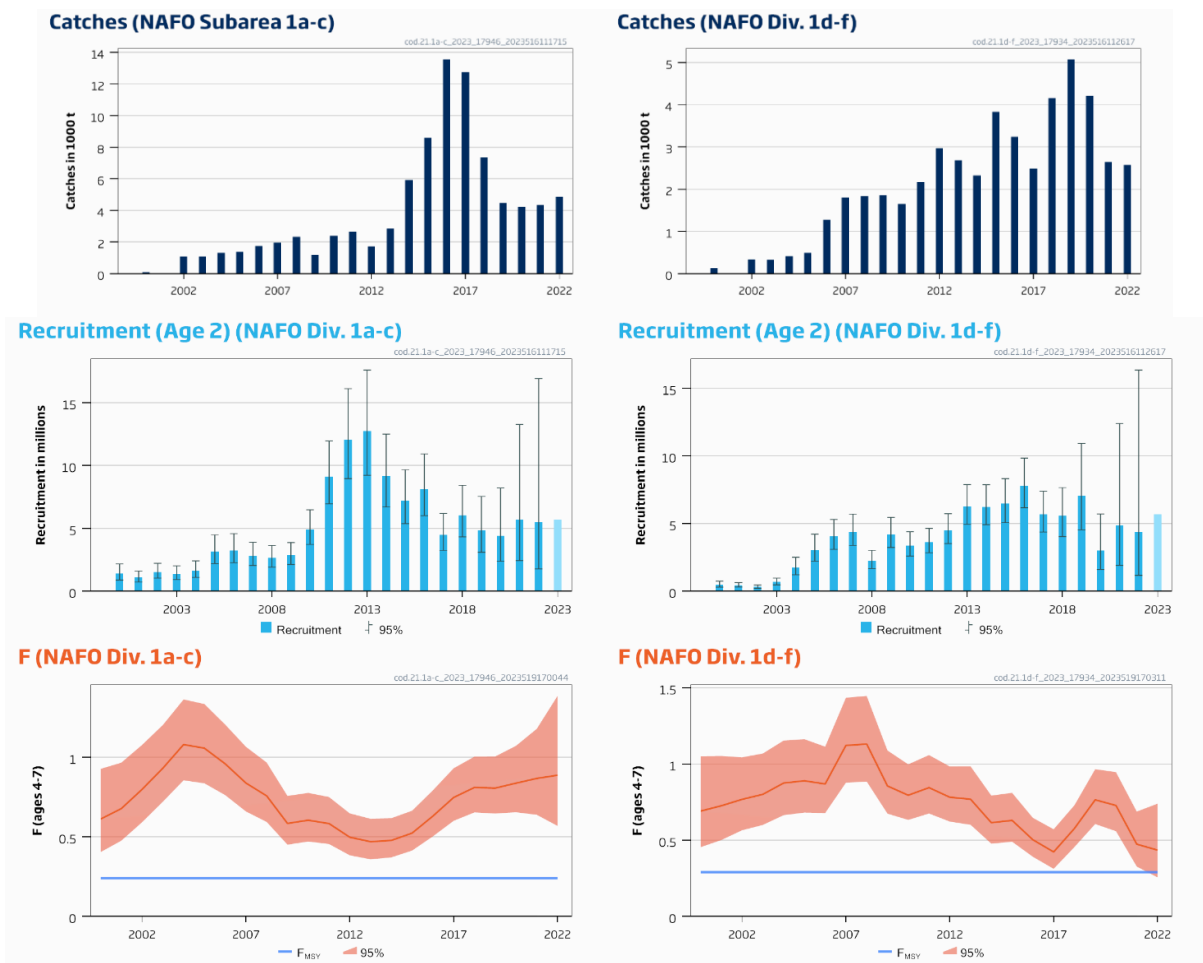 Catches (NAFO Subarea 1a-c)
cod.21.1a-c_2023_17946_2023516111715
Catches in 1000 t
14
12
10
8
6
4
2
0
2002 2007 2012 2017 2022
Catches (NAFO Div. 1d-f)
cod.21.1d-f_2023_17934_2023516112617
Catches in 1000 t
5
4
3
2
1
0
2002 2007 2012 2017 2022
Recruitment (Age 2) (NAFO Div. 1a-c)
cod.21.1a-c_2023_17946_2023516111715
Recruitment in millions
15
10
5
0
2003 2008 2013 2018 2023
Recruitment 95%
Recruitment (Age 2) (NAFO Div. 1d-f)
cod.21.1d-f_2023_17934_2023516112617
Recruitment in millions
15
10
5
0
2003 2008 2013 2018 2023
Recruitment 95%
F (NAFO Div. 1a-c)
cod.21.1a-c_2023_17946_2023519170044
F (ages 4-7)
1
0.5
0
2002 2007 2012 2017 2022
FMSY 95%
F (NAFO Div. 1d-f)
cod.21.1d-f_2023_17934_2023519170311
F (ages 4-7)
1.5
1
0.5
0
2002 2007 2012 2017 2022
FMSY 95%